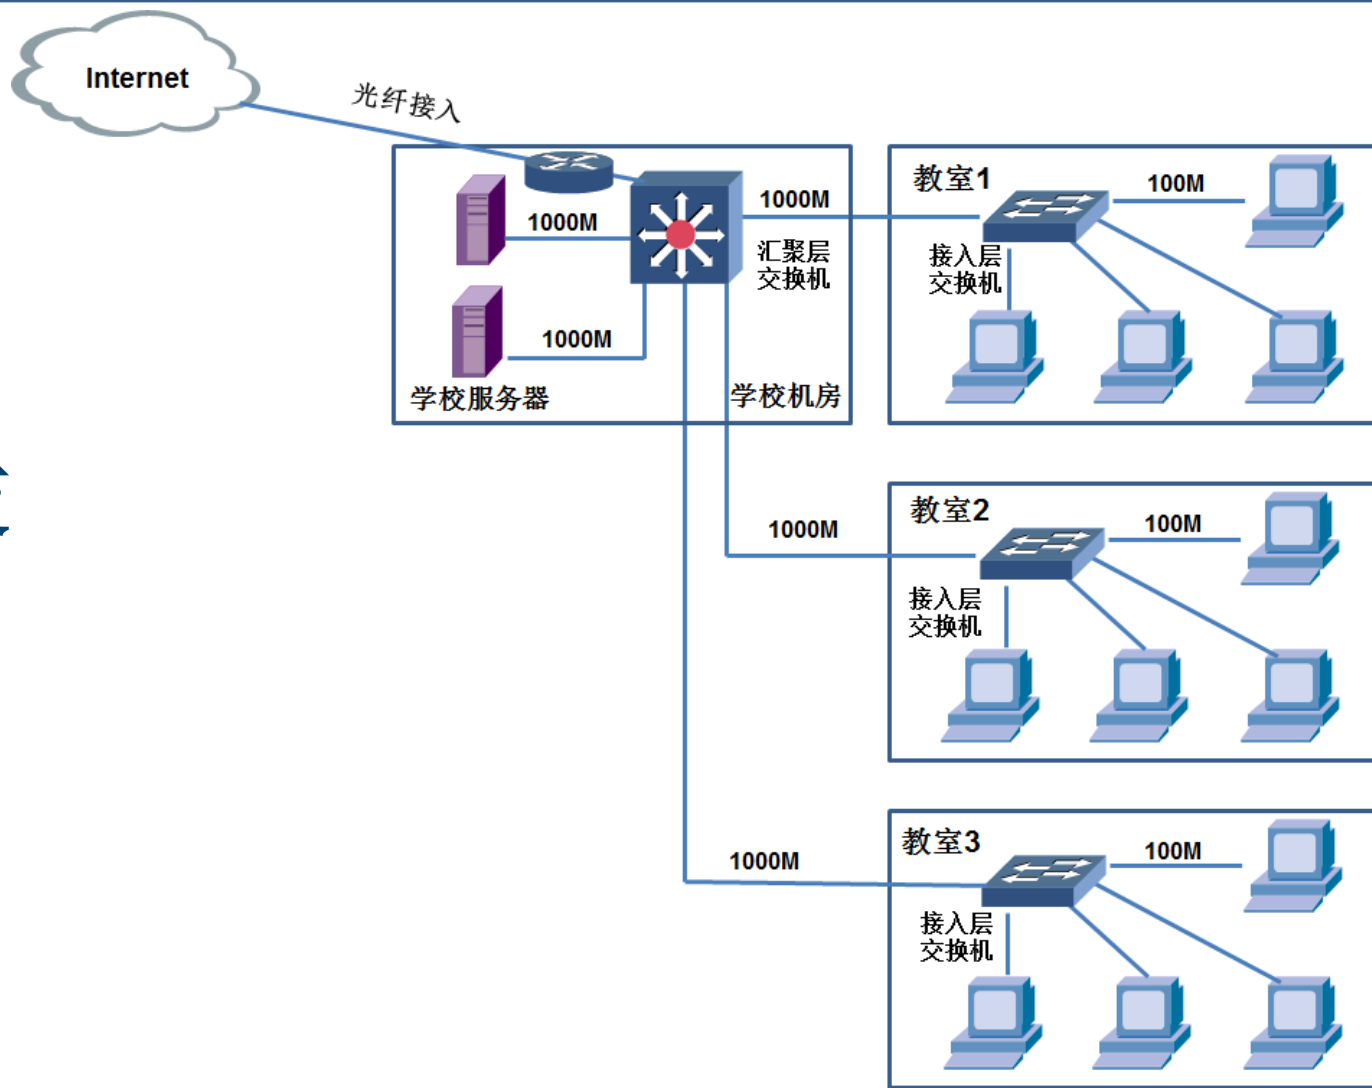 Internet
光纤接入
1000M
1000M
学校服务器
1000M
汇聚层
交换机
学校机房
教室1
100M
接入层
交换机
1000M
教室2
100M
接入层
交换机
1000M
教室3
100M
接入层
交换机